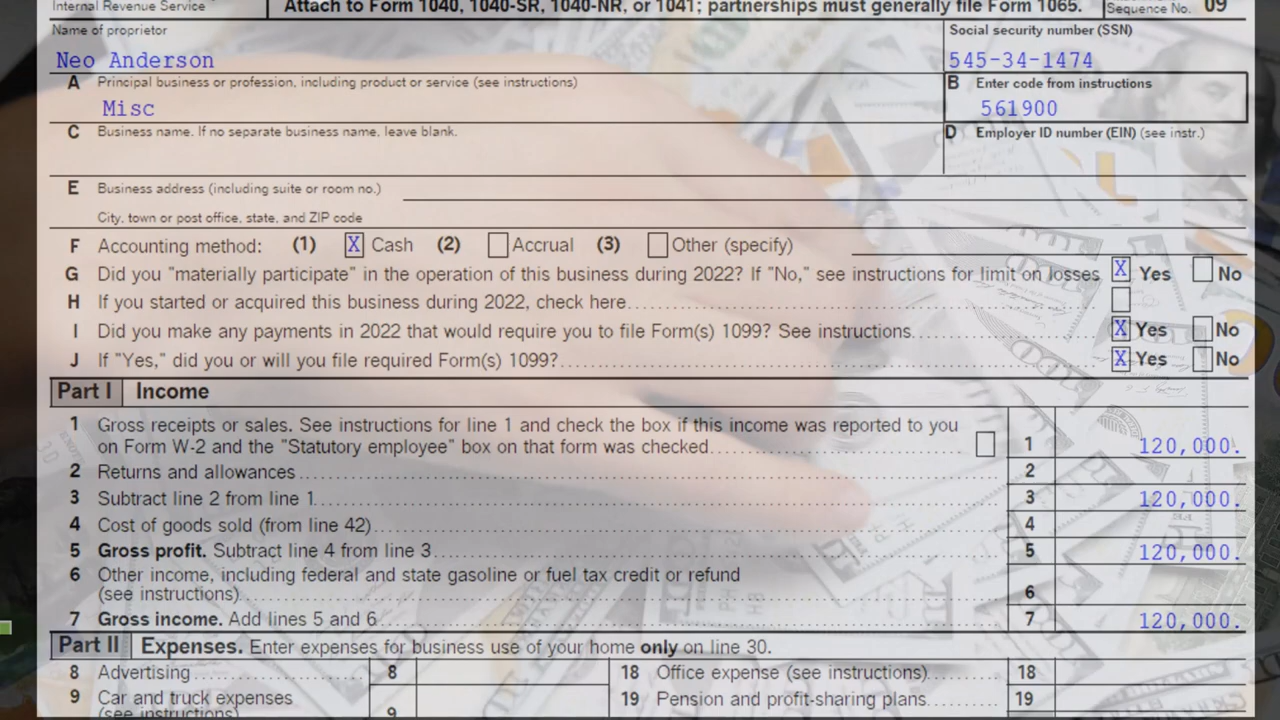 Internal Revenue Service
Attach to Form 1040, 1040-SR, 1040-NR, or 1041; partnerships must generally file Form 1065.
Sequence No. 09
Name of proprietor
Social security number (SSN)
Neo Anderson
545-34-1474
A Principal business or profession, including product or service (see instructions)
B Enter code from instructions
Misc
561900
C Business name. If no separate business name, leave blank.
D Employer ID number (EIN) (see instr.)
E Business address (including suite or room no.)
City, town or post office, state, and ZIP code
F Accounting method: (1) X Cash (2) Accrual (3) Other (specify)
G Did you "materially participate" in the operation of this business during 2022? If "No," see instructions for limit on losses X Yes No
H If you started or acquired this business during 2022, check here
I Did you make any payments in 2022 that would require you to file Form(s) 1099? See instructions X Yes No
J If "Yes," did you or will you file required Form(s) 1099? X Yes No
Part I Income
1 Gross receipts or sales. See instructions for line 1 and check the box if this income was reported to you
on Form W-2 and the "Statutory employee" box on that form was checked 1 120,000.
2 Returns and allowances 2
3 Subtract line 2 from line 1 3 120,000.
4 Cost of goods sold (from line 42) 4
5 Gross profit. Subtract line 4 from line 3 5 120,000.
6 Other income, including federal and state gasoline or fuel tax credit or refund
(see instructions) 6
7 Gross income. Add lines 5 and 6 7 120,000.
Part II Expenses. Enter expenses for business use of your home only on line 30.
8 Advertising 8 18 Office expense (see instructions) 18
9 Car and truck expenses 19 Pension and profit-sharing plans 19
(see instructions) 9